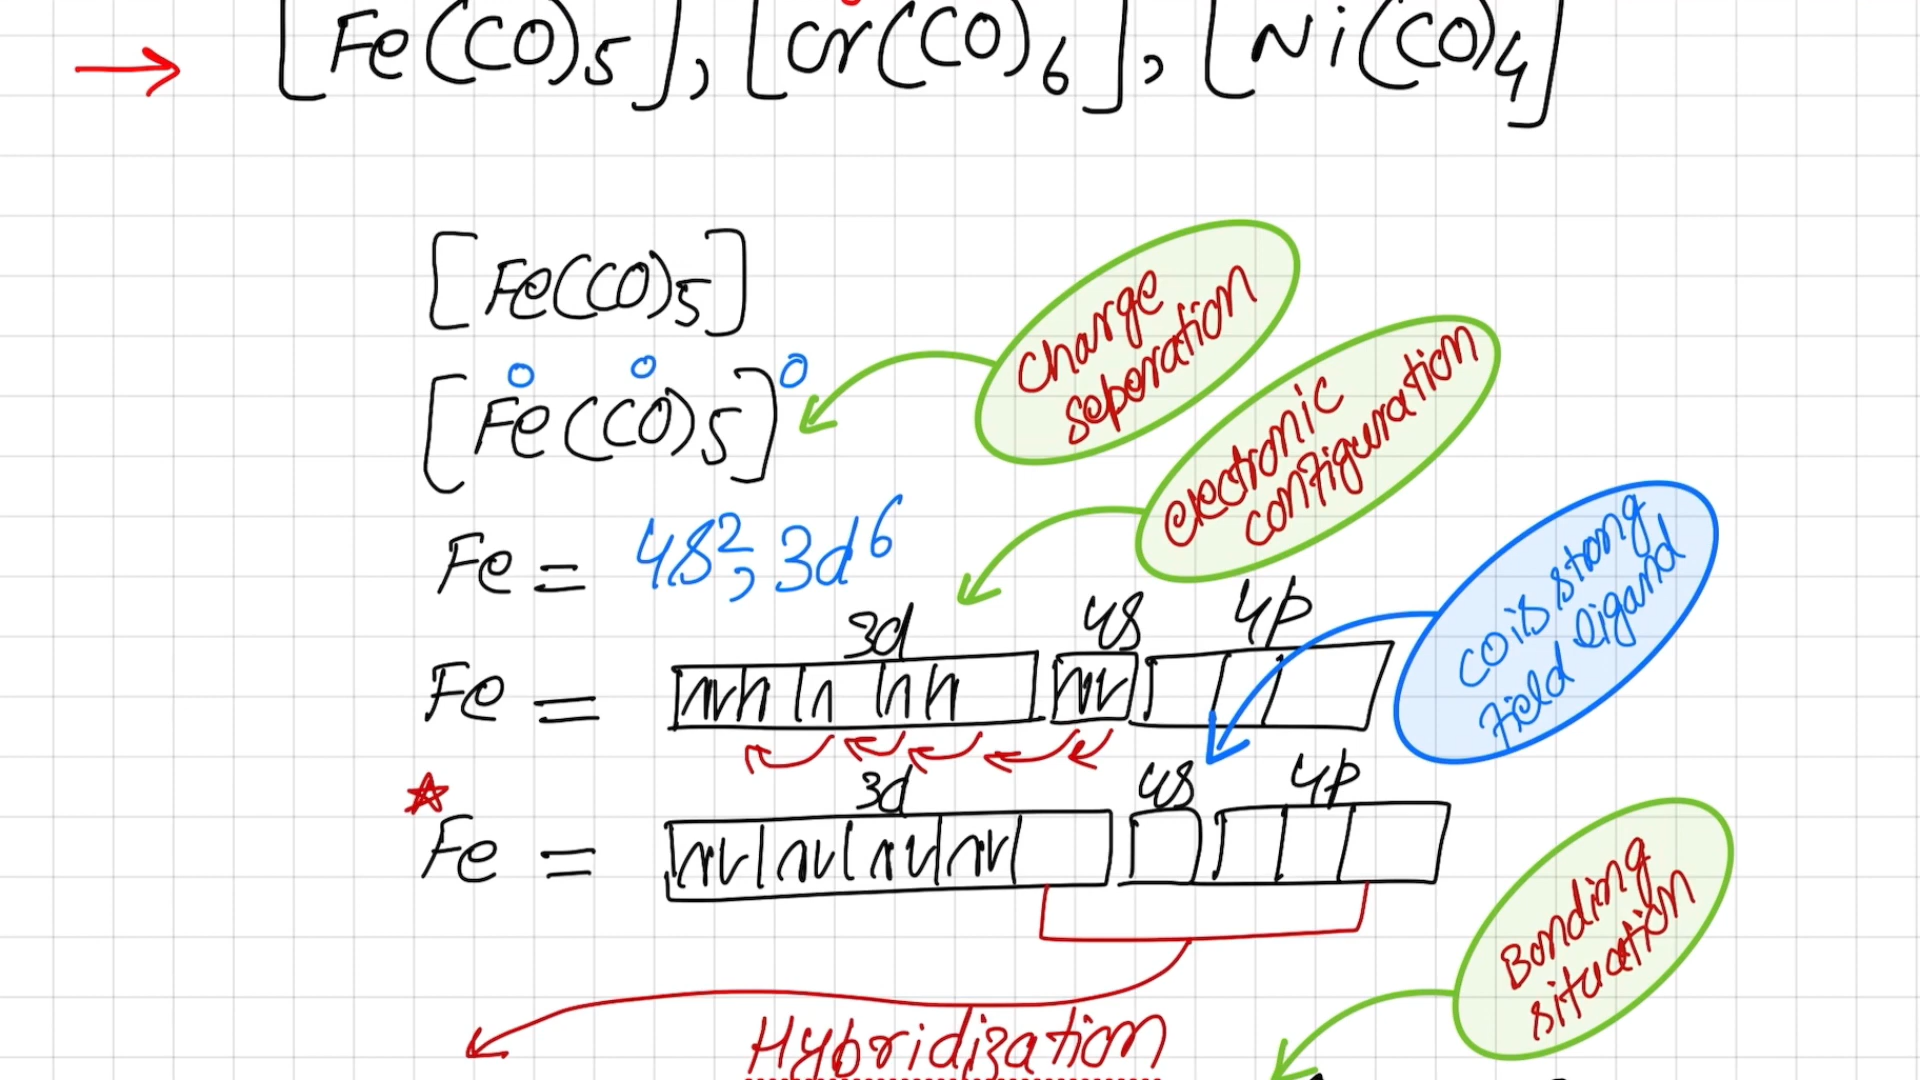 [Fe(CO)5], [Cr(CO)6], [Ni(CO)4]
[Fe(CO)5]
Charge
seperation
0 0 0
[Fe(CO)5]
electronic
configuration
Fe = 4s², 3d⁶
3d 4s 4p
Fe =
CO is strong
field ligand
3d 4s 4p
Fe =
Bonding
situation
Hybridization